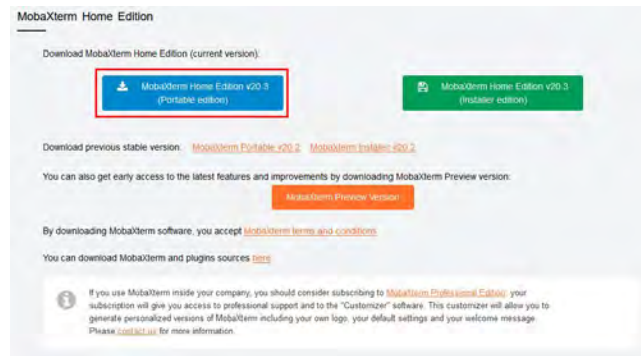 MobaXterm Home Edition
Download MobaXterm Home Edition (current version):
MobaXterm Home Edition v20.3
(Portable edition)
MobaXterm Home Edition v20.3
(Installer edition)
Download previous stable version: MobaXterm Portable v20.2 MobaXterm Installer v20.2
You can also get early access to the latest features and improvements by downloading MobaXterm Preview version:
MobaXterm Preview Version
By downloading MobaXterm software, you accept MobaXterm terms and conditions
You can download MobaXterm and plugins sources here
If you use MobaXterm inside your company, you should consider subscribing to MobaXterm Professional Edition: your
subscription will give you access to professional support and to the "Customizer" software. This customizer will allow you to
generate personalized versions of MobaXterm including your own logo, your default settings and your welcome message.
Please contact us for more information.